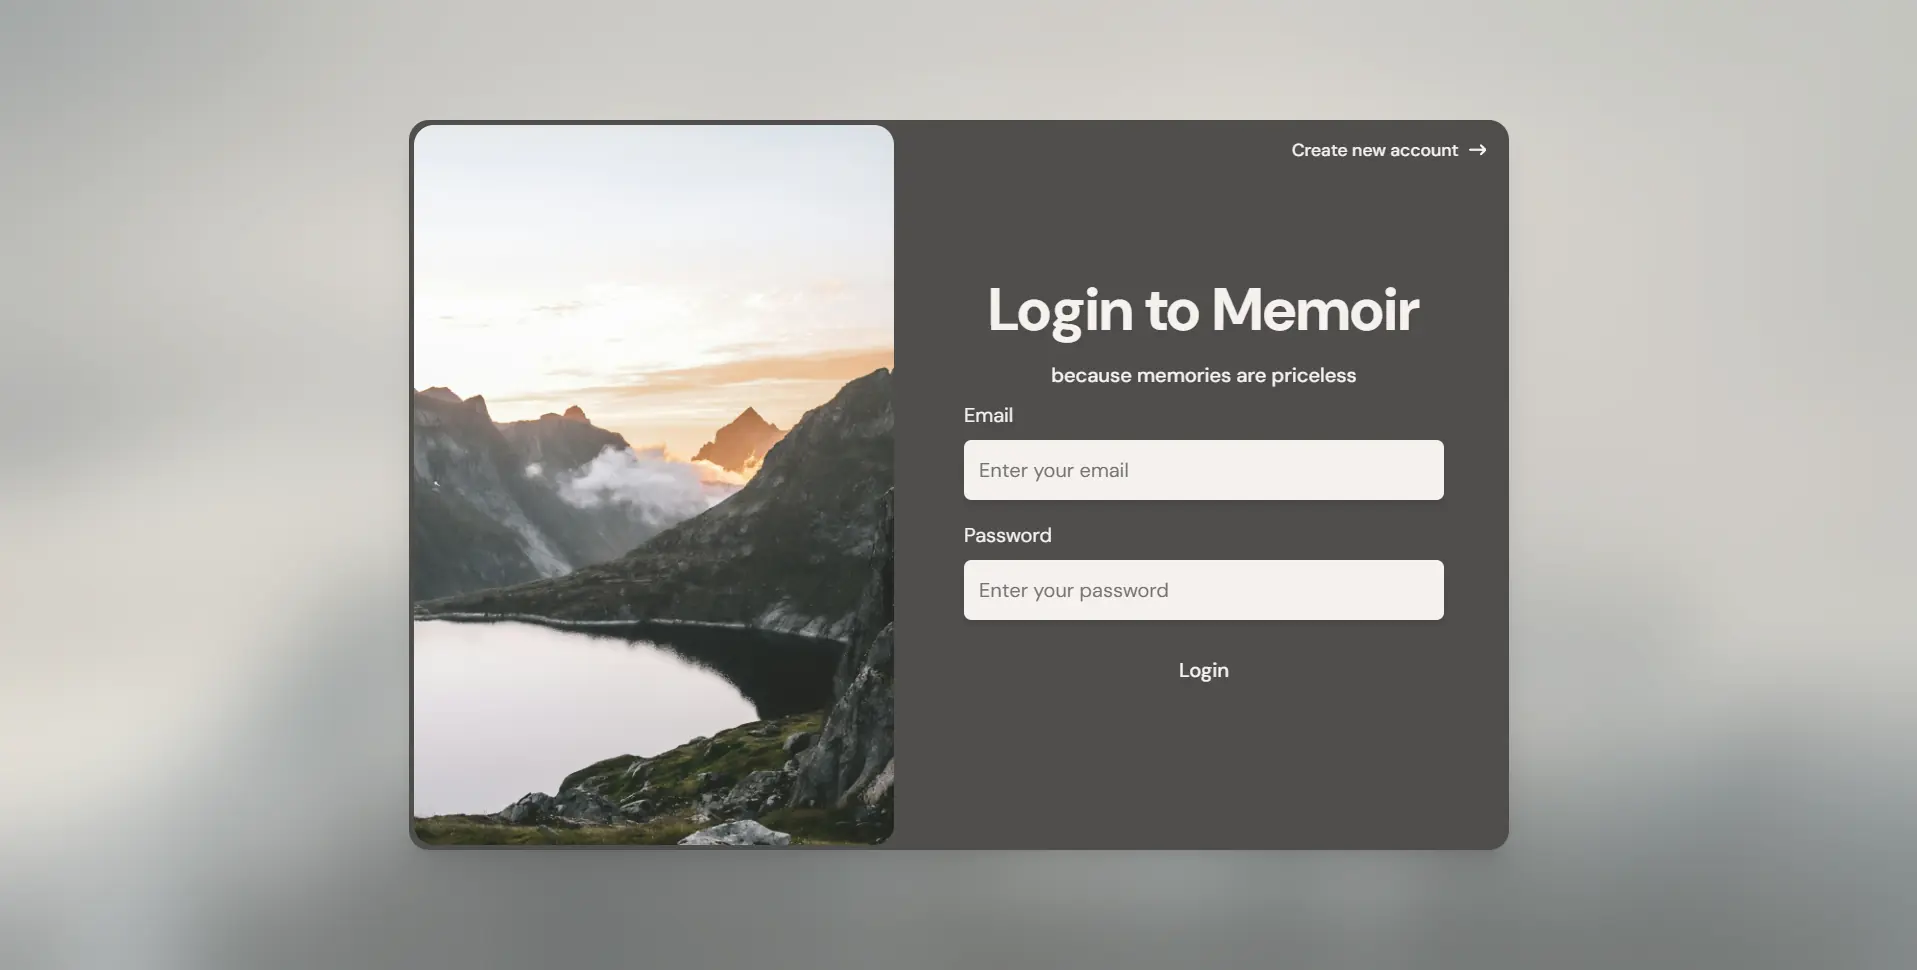 Create new account →
Login to Memoir
because memories are priceless
Email
Enter your email
Password
Enter your password
Login